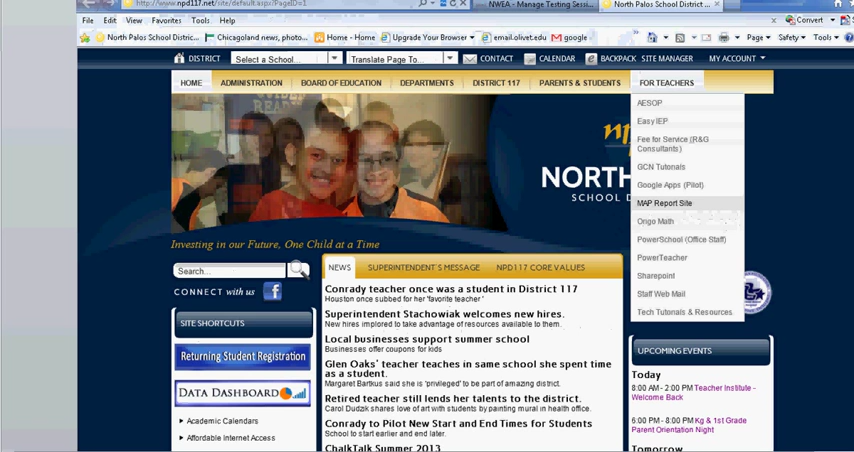 http://www.npd117.net/site/default.aspx?PageID=1
NWEA - Manage Testing Sessi...
North Palos School District ...
File Edit View Favorites Tools Help
x Convert
North Palos School Distric...
Chicagoland news, photo...
Home - Home
Upgrade Your Browser
email.olivet.edu
google
Page Safety Tools
DISTRICT
Select a School...
Translate Page To...
CONTACT
CALENDAR
BACKPACK
SITE MANAGER
MY ACCOUNT
HOME
ADMINISTRATION
BOARD OF EDUCATION
DEPARTMENTS
DISTRICT 117
PARENTS & STUDENTS
FOR TEACHERS
AESOP
Easy IEP
Fee for Service (R&G
Consultants)
GCN Tutorials
Google Apps (Pilot)
MAP Report Site
Origo Math
PowerSchool (Office Staff)
PowerTeacher
Sharepoint
Staff Web Mail
Tech Tutorials & Resources
READ
np
NORTH
SCHOOL D
Investing in our Future, One Child at a Time
Search...
CONNECT with us
SITE SHORTCUTS
Returning Student Registration
DATA DASHBOARD
Academic Calendars
Affordable Internet Access
NEWS
SUPERINTENDENT'S MESSAGE
NPD117 CORE VALUES
Conrady teacher once was a student in District 117
Houston once subbed for her 'favorite teacher '
Superintendent Stachowiak welcomes new hires.
New hires implored to take advantage of resources available to them.
Local businesses support summer school
Businesses offer coupons for kids
Glen Oaks' teacher teaches in same school she spent time
as a student.
Margaret Bartkus said she is 'privileged' to be part of amazing district.
Retired teacher still lends her talents to the district.
Carol Dudzik shares love of art with students by painting mural in health office.
Conrady to Pilot New Start and End Times for Students
School to start earlier and end later.
ChalkTalk Summer 2013
UPCOMING EVENTS
Today
8:00 AM - 2:00 PM Teacher Institute -
Welcome Back
6:00 PM - 8:00 PM Kg & 1st Grade
Parent Orientation Night
Tomorrow